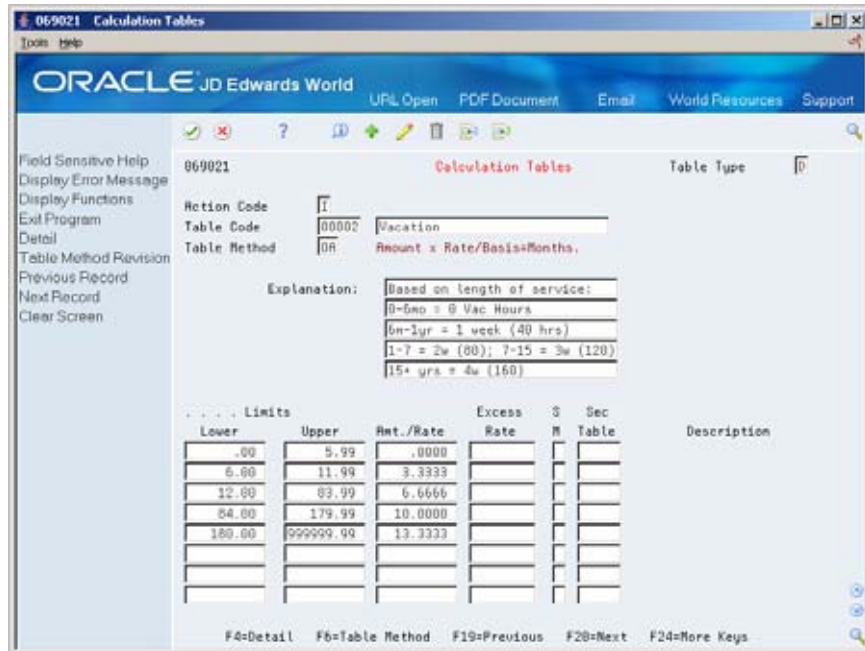 069021 Calculation Tables
Tools Help
ORACLE JD Edwards World
URL Open PDF Document Email World Resources Support
Field Sensitive Help
Display Error Message
Display Functions
Exit Program
Detail
Table Method Revision
Previous Record
Next Record
Clear Screen
069021 Calculation Tables Table Type D
Action Code I
Table Code 00002 Vacation
Table Method OA Amount x Rate/Basis=Months.
Explanation: Based on length of service:
0-6mo = 0 Vac Hours
6m-1yr = 1 week (40 hrs)
1-7 = 2w (80); 7-15 = 3w (120)
15+ yrs = 4w (160)
. . . . Limits Excess S Sec
Lower Upper Amt./Rate Rate M Table Description
.00 5.99 .0000
6.00 11.99 3.3333
12.00 83.99 6.6666
84.00 179.99 10.0000
180.00 999999.99 13.3333
F4=Detail F6=Table Method F19=Previous F20=Next F24=More Keys